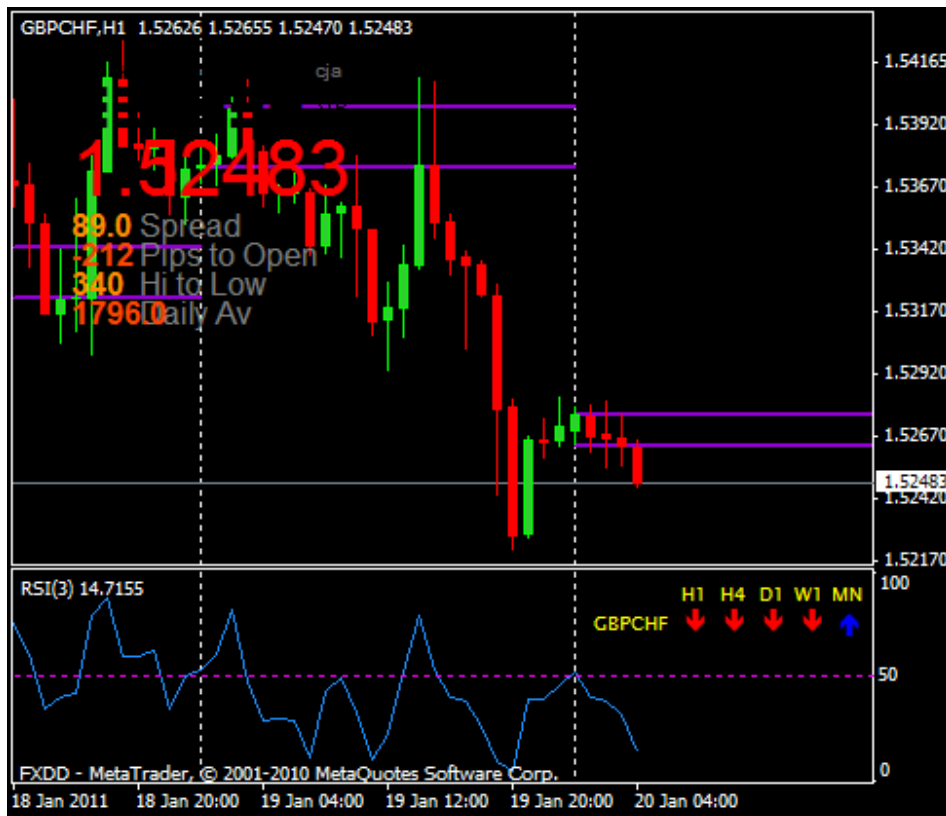 GBPCHF,H1 1.52626 1.52655 1.52470 1.52483
cja
1.52483
89.0 Spread
-212 Pips to Open
340 Hi to Low
1796.0 Daily Av
1.54165
1.53920
1.53670
1.53420
1.53170
1.52920
1.52670
1.52483
1.52420
1.52170
RSI(3) 14.7155
100
H1 H4 D1 W1 MN
GBPCHF
50
0
FXDD - MetaTrader, © 2001-2010 MetaQuotes Software Corp.
18 Jan 2011 18 Jan 20:00 19 Jan 04:00 19 Jan 12:00 19 Jan 20:00 20 Jan 04:00